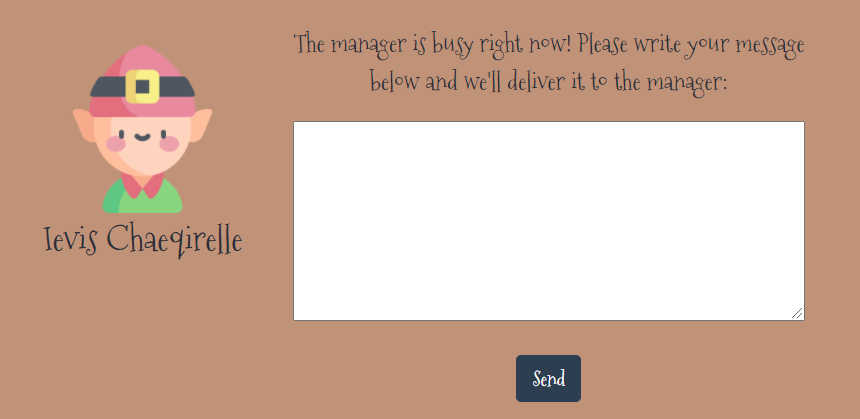 The manager is busy right now! Please write your message
below and we'll deliver it to the manager:
Ievis Chaeqirelle
Send